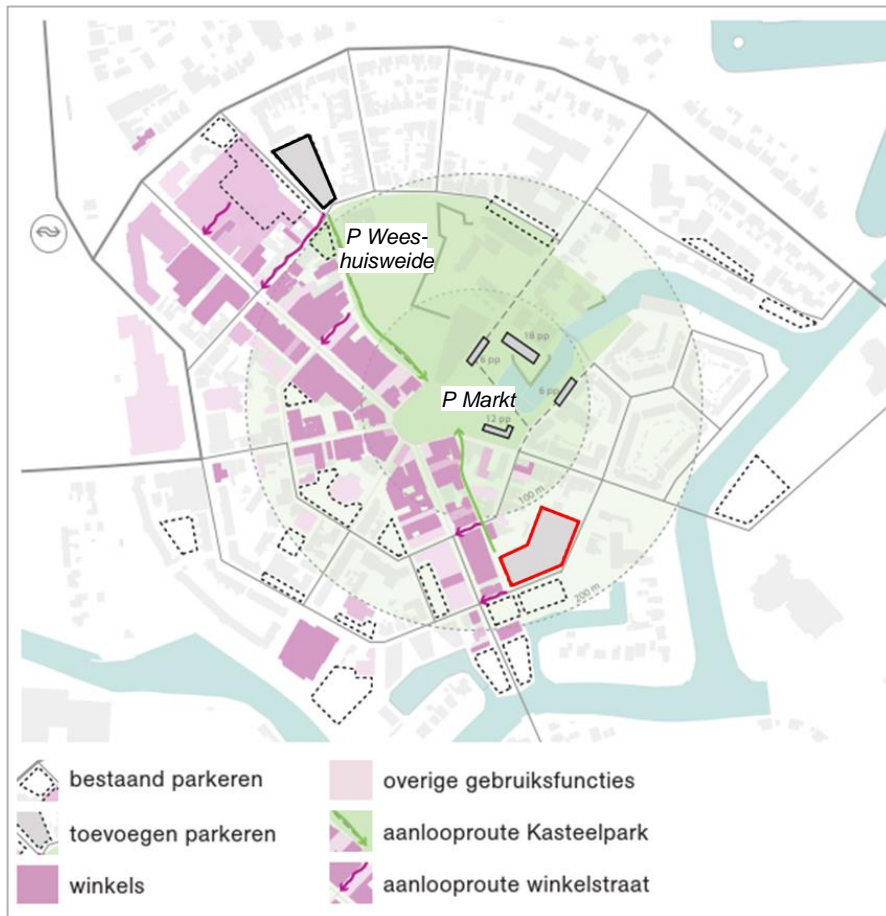 P Wees-
huisweide
18 pp
6 pp
P Markt
6 pp
12 pp
100 m
200 m
bestaand parkeren
overige gebruiksfuncties
toevoegen parkeren
aanlooproute Kasteelpark
winkels
aanlooproute winkelstraat